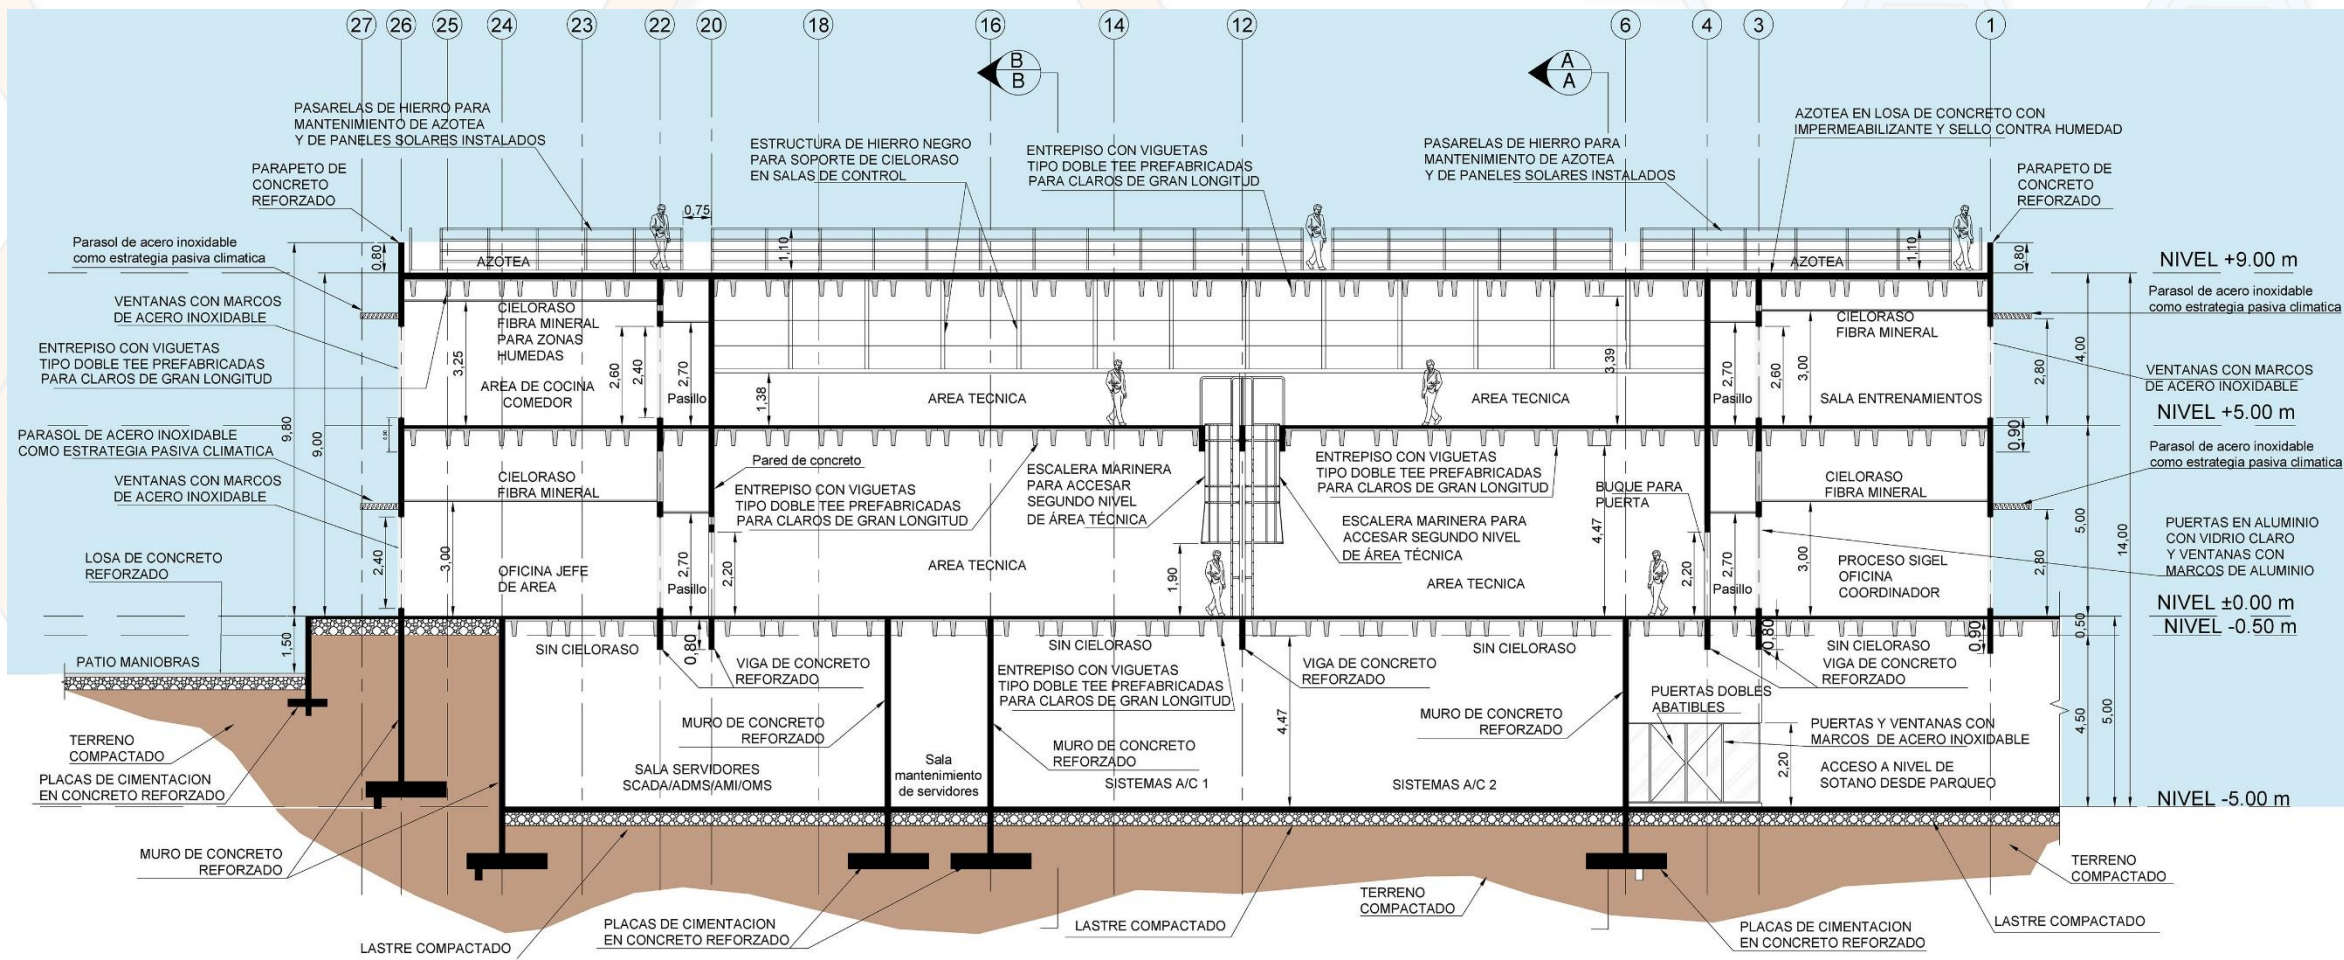 27 26 25 24 23 22 20 18 16 14 12 6 4 3 1
B
B
A
A
PASARELAS DE HIERRO PARA
MANTENIMIENTO DE AZOTEA
Y DE PANELES SOLARES INSTALADOS
PARAPETO DE
CONCRETO
REFORZADO
ESTRUCTURA DE HIERRO NEGRO
PARA SOPORTE DE CIELORASO
EN SALAS DE CONTROL
ENTREPISO CON VIGUETAS
TIPO DOBLE TEE PREFABRICADAS
PARA CLAROS DE GRAN LONGITUD
PASARELAS DE HIERRO PARA
MANTENIMIENTO DE AZOTEA
Y DE PANELES SOLARES INSTALADOS
AZOTEA EN LOSA DE CONCRETO CON
IMPERMEABILIZANTE Y SELLO CONTRA HUMEDAD
PARAPETO DE
CONCRETO
REFORZADO
Parasol de acero inoxidable
como estrategia pasiva climatica
0,80
AZOTEA
0,75
1,10
AZOTEA
1,10
0,80
NIVEL +9.00 m
Parasol de acero inoxidable
como estrategia pasiva climatica
VENTANAS CON MARCOS
DE ACERO INOXIDABLE
ENTREPISO CON VIGUETAS
TIPO DOBLE TEE PREFABRICADAS
PARA CLAROS DE GRAN LONGITUD
9,80
9,00
CIELORASO
FIBRA MINERAL
PARA ZONAS
HUMEDAS
3,25
AREA DE COCINA
COMEDOR
2,60
2,40
2,70
Pasillo
1,38
AREA TECNICA
AREA TECNICA
3,39
2,70
Pasillo
2,60
3,00
CIELORASO
FIBRA MINERAL
SALA ENTRENAMIENTOS
2,80
4,00
VENTANAS CON MARCOS
DE ACERO INOXIDABLE
NIVEL +5.00 m
PARASOL DE ACERO INOXIDABLE
COMO ESTRATEGIA PASIVA CLIMATICA
VENTANAS CON MARCOS
DE ACERO INOXIDABLE
CIELORASO
FIBRA MINERAL
Pared de concreto
ENTREPISO CON VIGUETAS
TIPO DOBLE TEE PREFABRICADAS
PARA CLAROS DE GRAN LONGITUD
ESCALERA MARINERA
PARA ACCESAR
SEGUNDO NIVEL
DE ÁREA TÉCNICA
ENTREPISO CON VIGUETAS
TIPO DOBLE TEE PREFABRICADAS
PARA CLAROS DE GRAN LONGITUD
ESCALERA MARINERA PARA
ACCESAR SEGUNDO NIVEL
DE ÁREA TÉCNICA
4,47
BUQUE PARA
PUERTA
CIELORASO
FIBRA MINERAL
0,90
Parasol de acero inoxidable
como estrategia pasiva climatica
PUERTAS EN ALUMINIO
CON VIDRIO CLARO
Y VENTANAS CON
MARCOS DE ALUMINIO
LOSA DE CONCRETO
REFORZADO
2,40
3,00
OFICINA JEFE
DE AREA
2,70
Pasillo
2,20
AREA TECNICA
1,90
AREA TECNICA
2,20
2,70
Pasillo
3,00
PROCESO SIGEL
OFICINA
COORDINADOR
2,80
5,00
14,00
NIVEL ±0.00 m
NIVEL -0.50 m
0,50
1,50
PATIO MANIOBRAS
SIN CIELORASO
0,80
VIGA DE CONCRETO
REFORZADO
SIN CIELORASO
ENTREPISO CON VIGUETAS
TIPO DOBLE TEE PREFABRICADAS
PARA CLAROS DE GRAN LONGITUD
4,47
VIGA DE CONCRETO
REFORZADO
SIN CIELORASO
0,80
SIN CIELORASO
VIGA DE CONCRETO
REFORZADO
0,90
TERRENO
COMPACTADO
PLACAS DE CIMENTACION
EN CONCRETO REFORZADO
MURO DE CONCRETO
REFORZADO
SALA SERVIDORES
SCADA/ADMS/AMI/OMS
Sala
mantenimiento
de servidores
MURO DE CONCRETO
REFORZADO
SISTEMAS A/C 1
SISTEMAS A/C 2
MURO DE CONCRETO
REFORZADO
PUERTAS DOBLES
ABATIBLES
PUERTAS Y VENTANAS CON
MARCOS DE ACERO INOXIDABLE
2,20
ACCESO A NIVEL DE
SOTANO DESDE PARQUEO
4,50
5,00
NIVEL -5.00 m
MURO DE CONCRETO
REFORZADO
LASTRE COMPACTADO
PLACAS DE CIMENTACION
EN CONCRETO REFORZADO
LASTRE COMPACTADO
TERRENO
COMPACTADO
PLACAS DE CIMENTACION
EN CONCRETO REFORZADO
TERRENO
COMPACTADO
LASTRE COMPACTADO